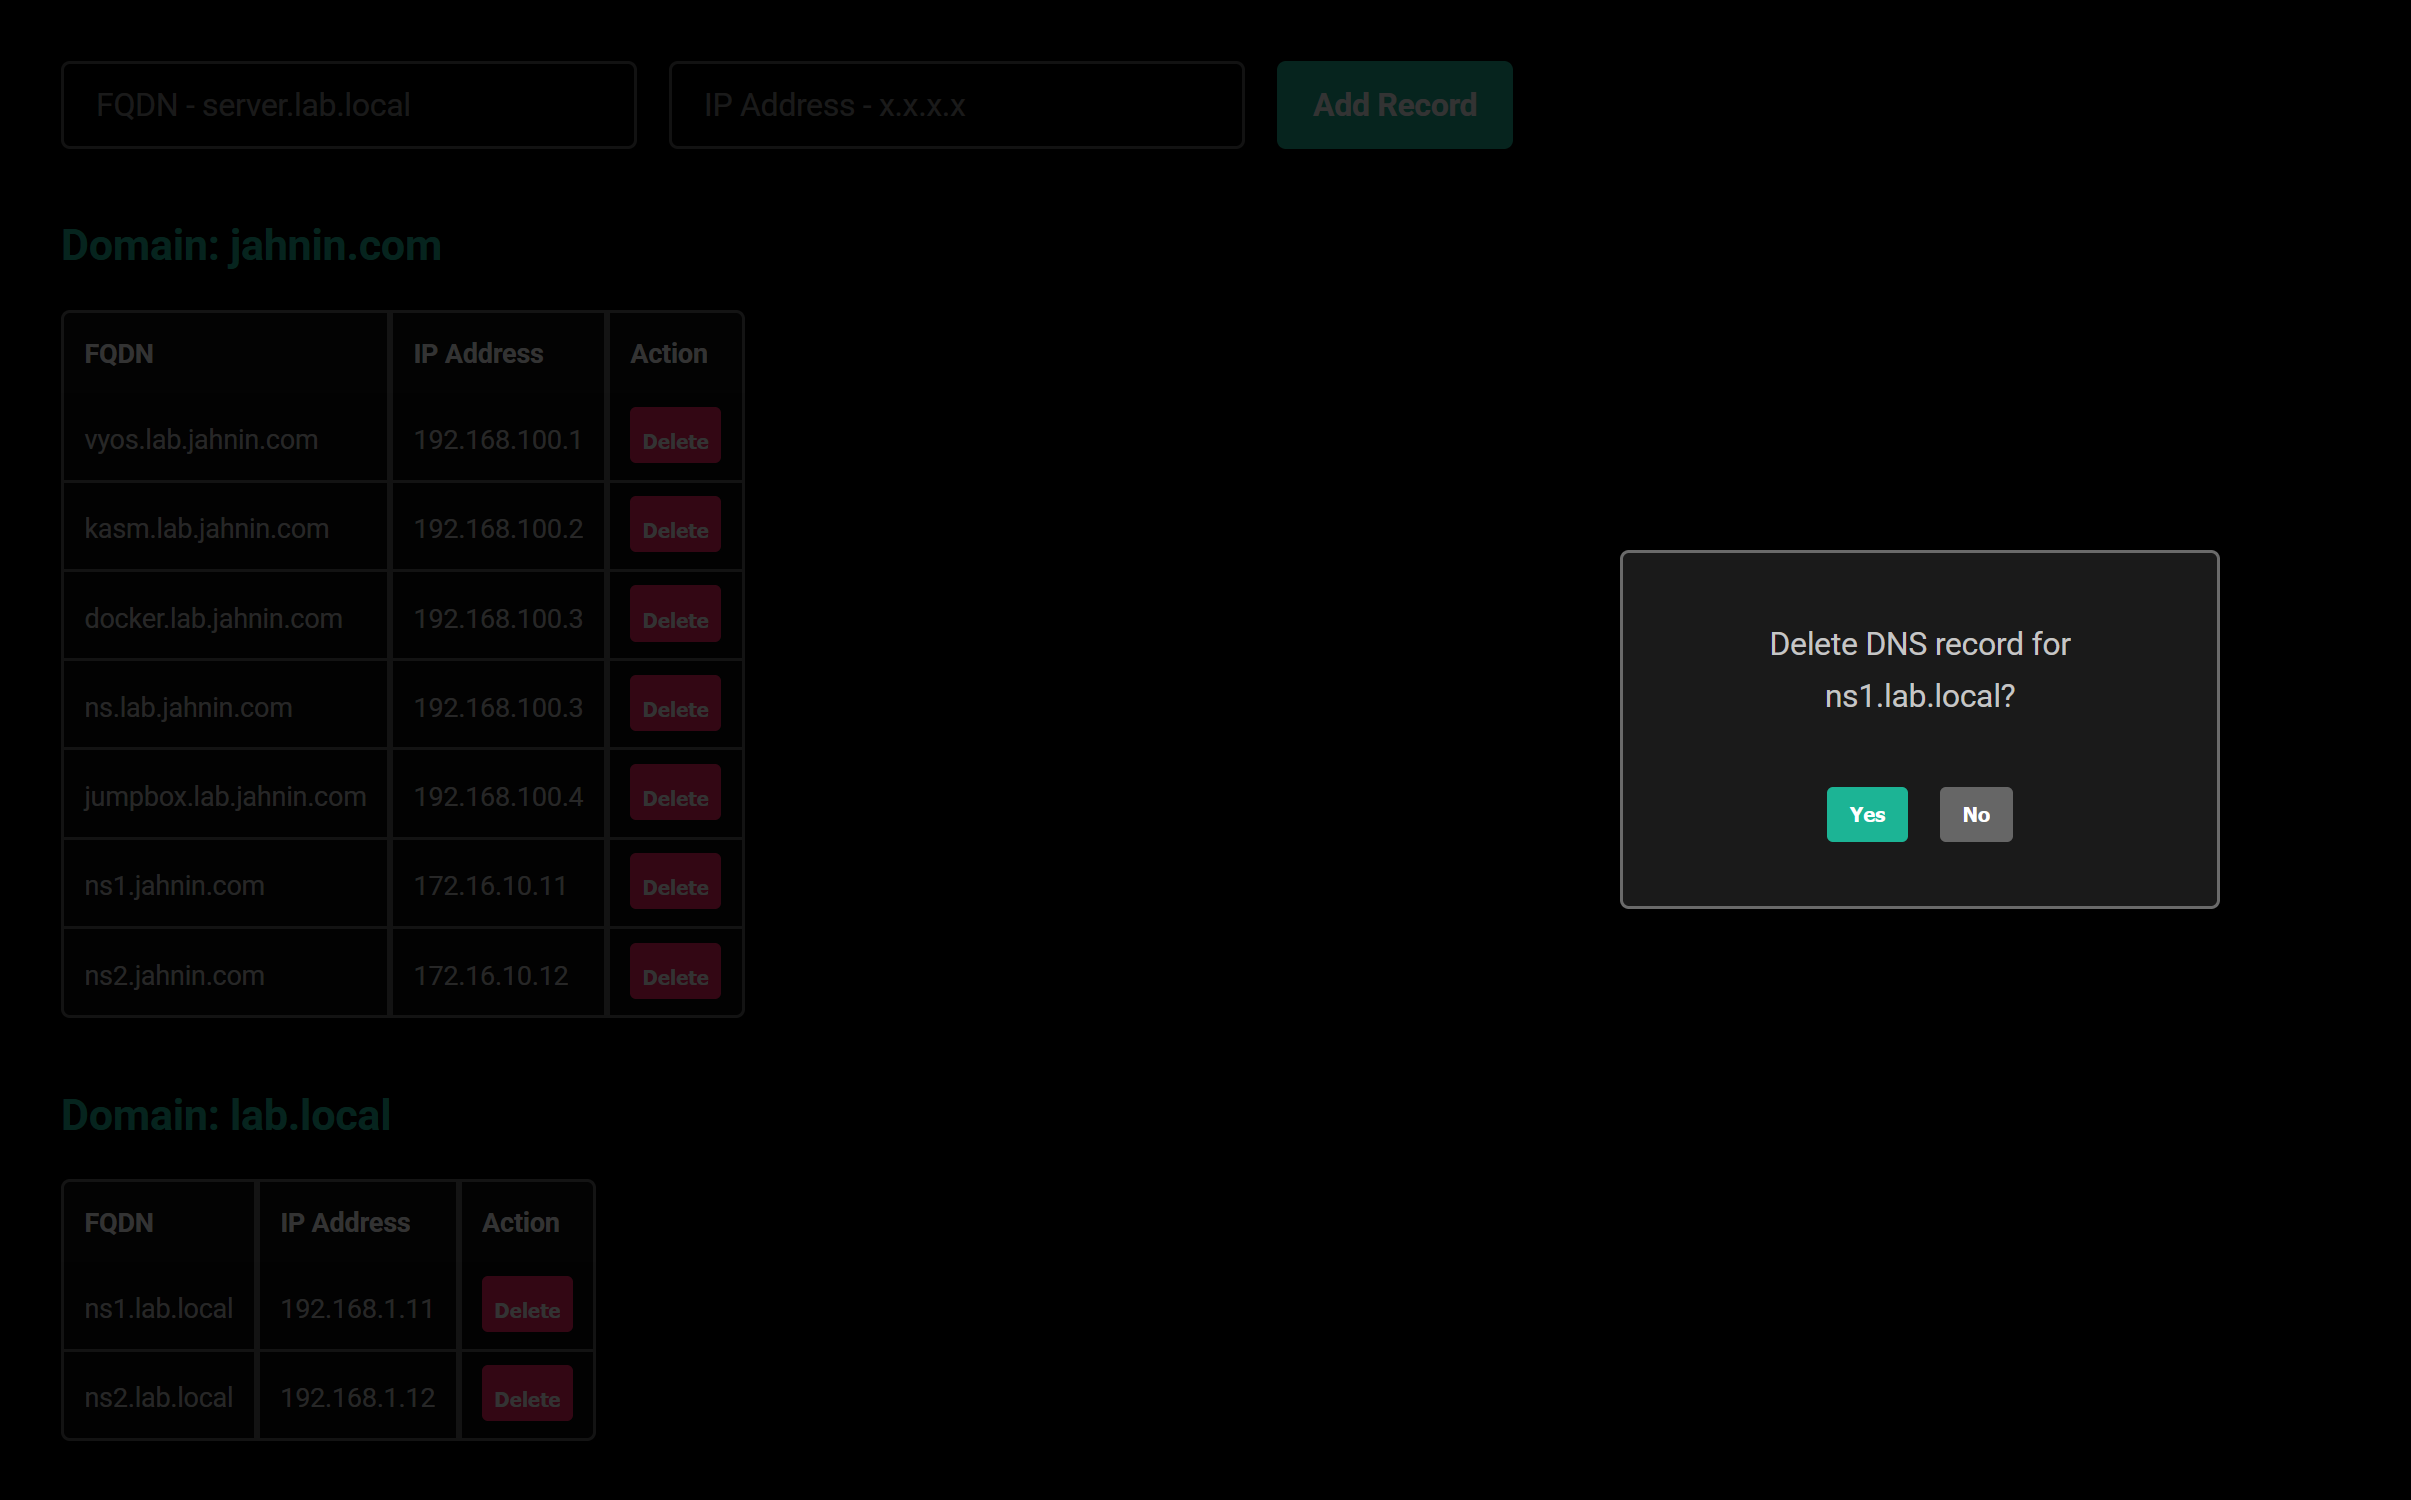 FQDN - server.lab.local IP Address - x.x.x.x Add Record
Domain: jahnin.com
FQDN IP Address Action
vyos.lab.jahnin.com 192.168.100.1 Delete
kasm.lab.jahnin.com 192.168.100.2 Delete
docker.lab.jahnin.com 192.168.100.3 Delete
ns.lab.jahnin.com 192.168.100.3 Delete
jumpbox.lab.jahnin.com 192.168.100.4 Delete
ns1.jahnin.com 172.16.10.11 Delete
ns2.jahnin.com 172.16.10.12 Delete
Domain: lab.local
FQDN IP Address Action
ns1.lab.local 192.168.1.11 Delete
ns2.lab.local 192.168.1.12 Delete
Delete DNS record for
ns1.lab.local?
Yes No